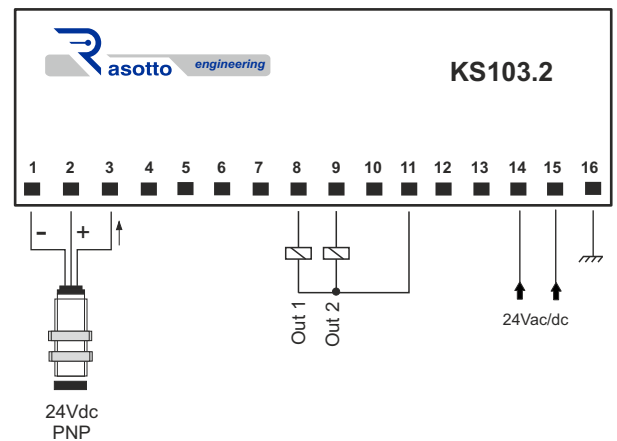 Rasotto engineering
KS103.2
1 2 3 4 5 6 7 8 9 10 11 12 13 14 15 16
- +
Out 1
Out 2
24Vac/dc
24Vdc
PNP